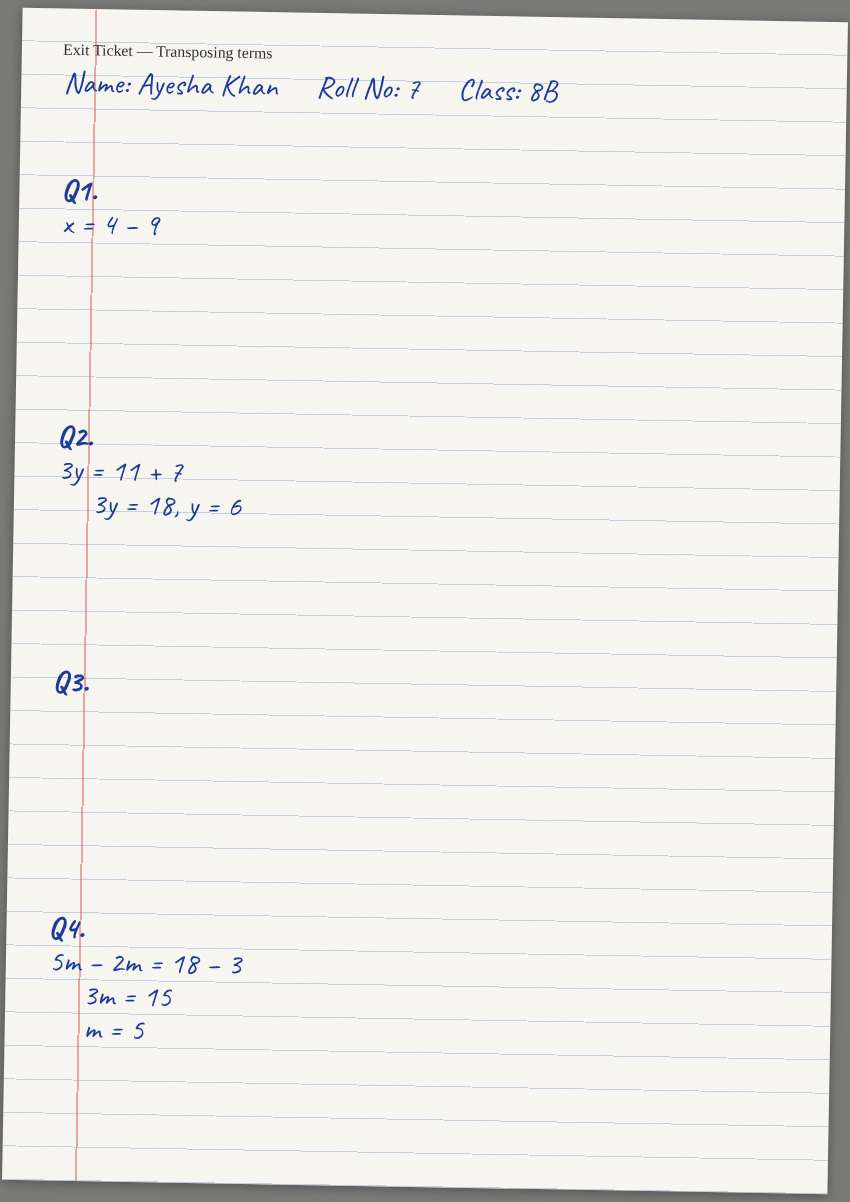 Exit Ticket — Transposing terms
Name: Ayesha Khan Roll No: 7 Class: 8B
Q1.
x = 4 – 9
Q2.
3y = 11 + 7
3y = 18, y = 6
Q3.
Q4.
5m – 2m = 18 – 3
3m = 15
m = 5